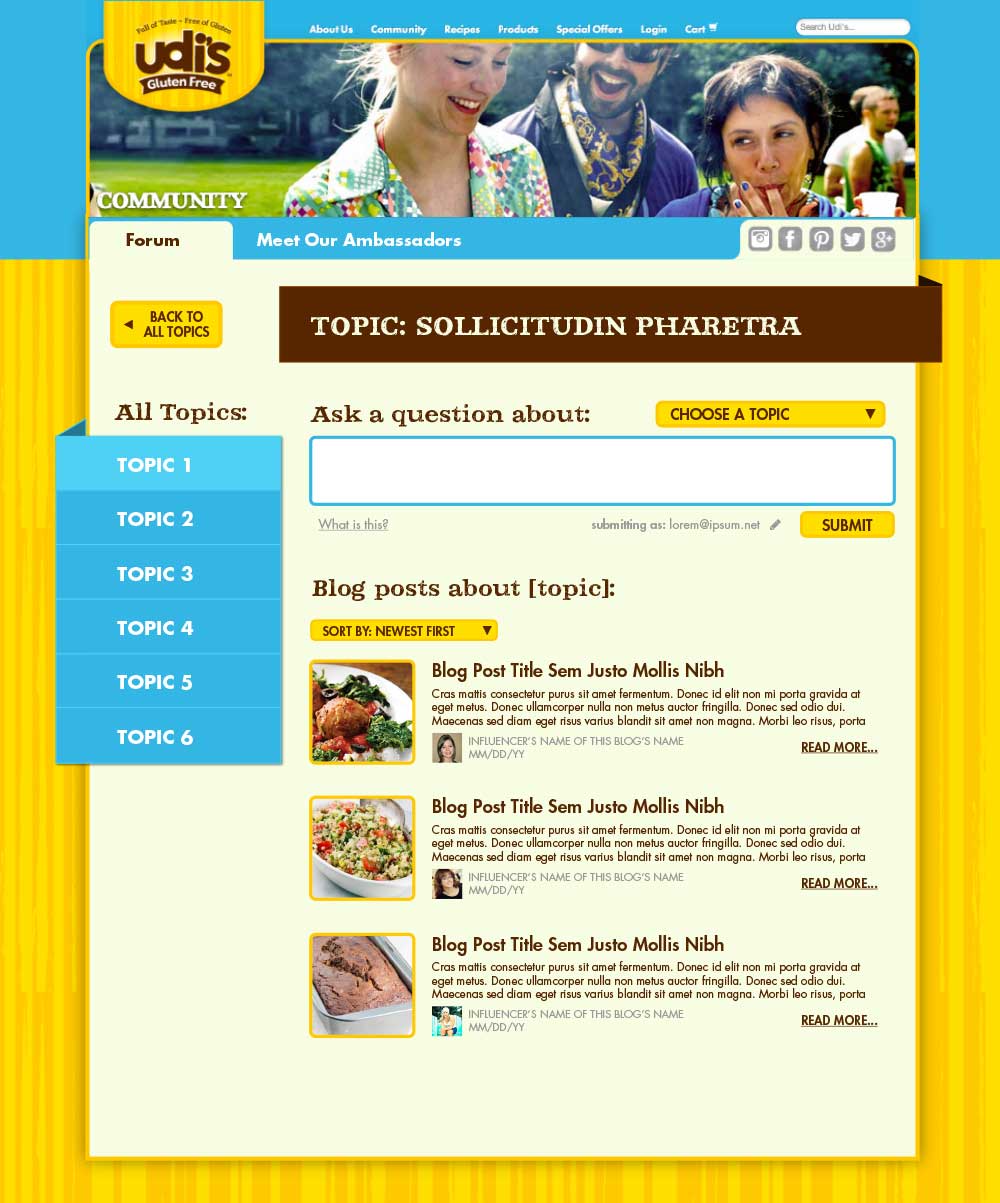 Full of Taste ~ Free of Gluten
udi's
Gluten Free
About Us Community Recipes Products Special Offers Login Cart
Search Udi's...
COMMUNITY
Forum
Meet Our Ambassadors
BACK TO
ALL TOPICS
TOPIC: SOLLICITUDIN PHARETRA
All Topics:
TOPIC 1
TOPIC 2
TOPIC 3
TOPIC 4
TOPIC 5
TOPIC 6
Ask a question about:
CHOOSE A TOPIC
What is this?
submitting as: lorem@ipsum.net
SUBMIT
Blog posts about [topic]:
SORT BY: NEWEST FIRST
Blog Post Title Sem Justo Mollis Nibh
Cras mattis consectetur purus sit amet fermentum. Donec id elit non mi porta gravida at
eget metus. Donec ullamcorper nulla non metus auctor fringilla. Donec sed odio dui.
Maecenas sed diam eget risus varius blandit sit amet non magna. Morbi leo risus, porta
INFLUENCER'S NAME OF THIS BLOG'S NAME
MM/DD/YY
READ MORE...
Blog Post Title Sem Justo Mollis Nibh
Cras mattis consectetur purus sit amet fermentum. Donec id elit non mi porta gravida at
eget metus. Donec ullamcorper nulla non metus auctor fringilla. Donec sed odio dui.
Maecenas sed diam eget risus varius blandit sit amet non magna. Morbi leo risus, porta
INFLUENCER'S NAME OF THIS BLOG'S NAME
MM/DD/YY
READ MORE...
Blog Post Title Sem Justo Mollis Nibh
Cras mattis consectetur purus sit amet fermentum. Donec id elit non mi porta gravida at
eget metus. Donec ullamcorper nulla non metus auctor fringilla. Donec sed odio dui.
Maecenas sed diam eget risus varius blandit sit amet non magna. Morbi leo risus, porta
INFLUENCER'S NAME OF THIS BLOG'S NAME
MM/DD/YY
READ MORE...